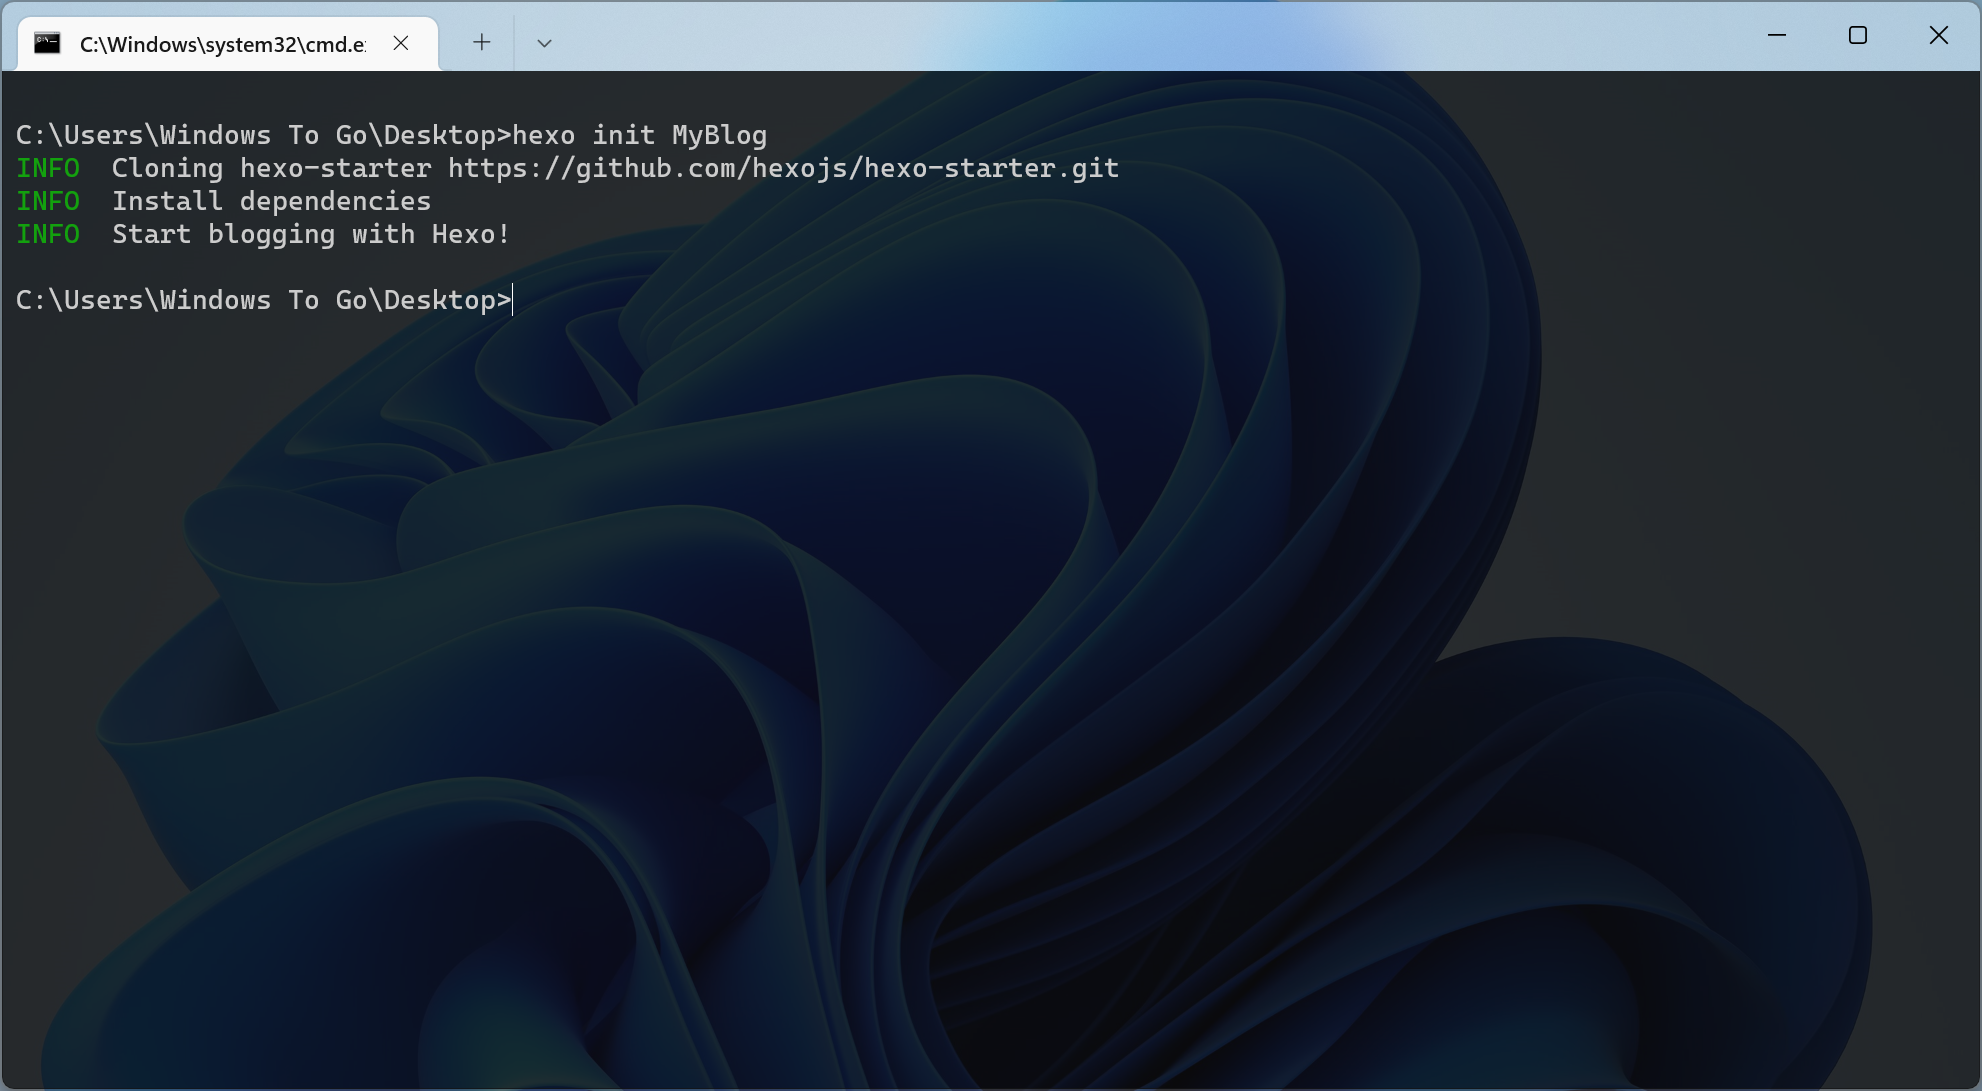 C:\Windows\system32\cmd.e
C:\Users\Windows To Go\Desktop>hexo init MyBlog
INFO  Cloning hexo-starter https://github.com/hexojs/hexo-starter.git
INFO  Install dependencies
INFO  Start blogging with Hexo!
C:\Users\Windows To Go\Desktop>